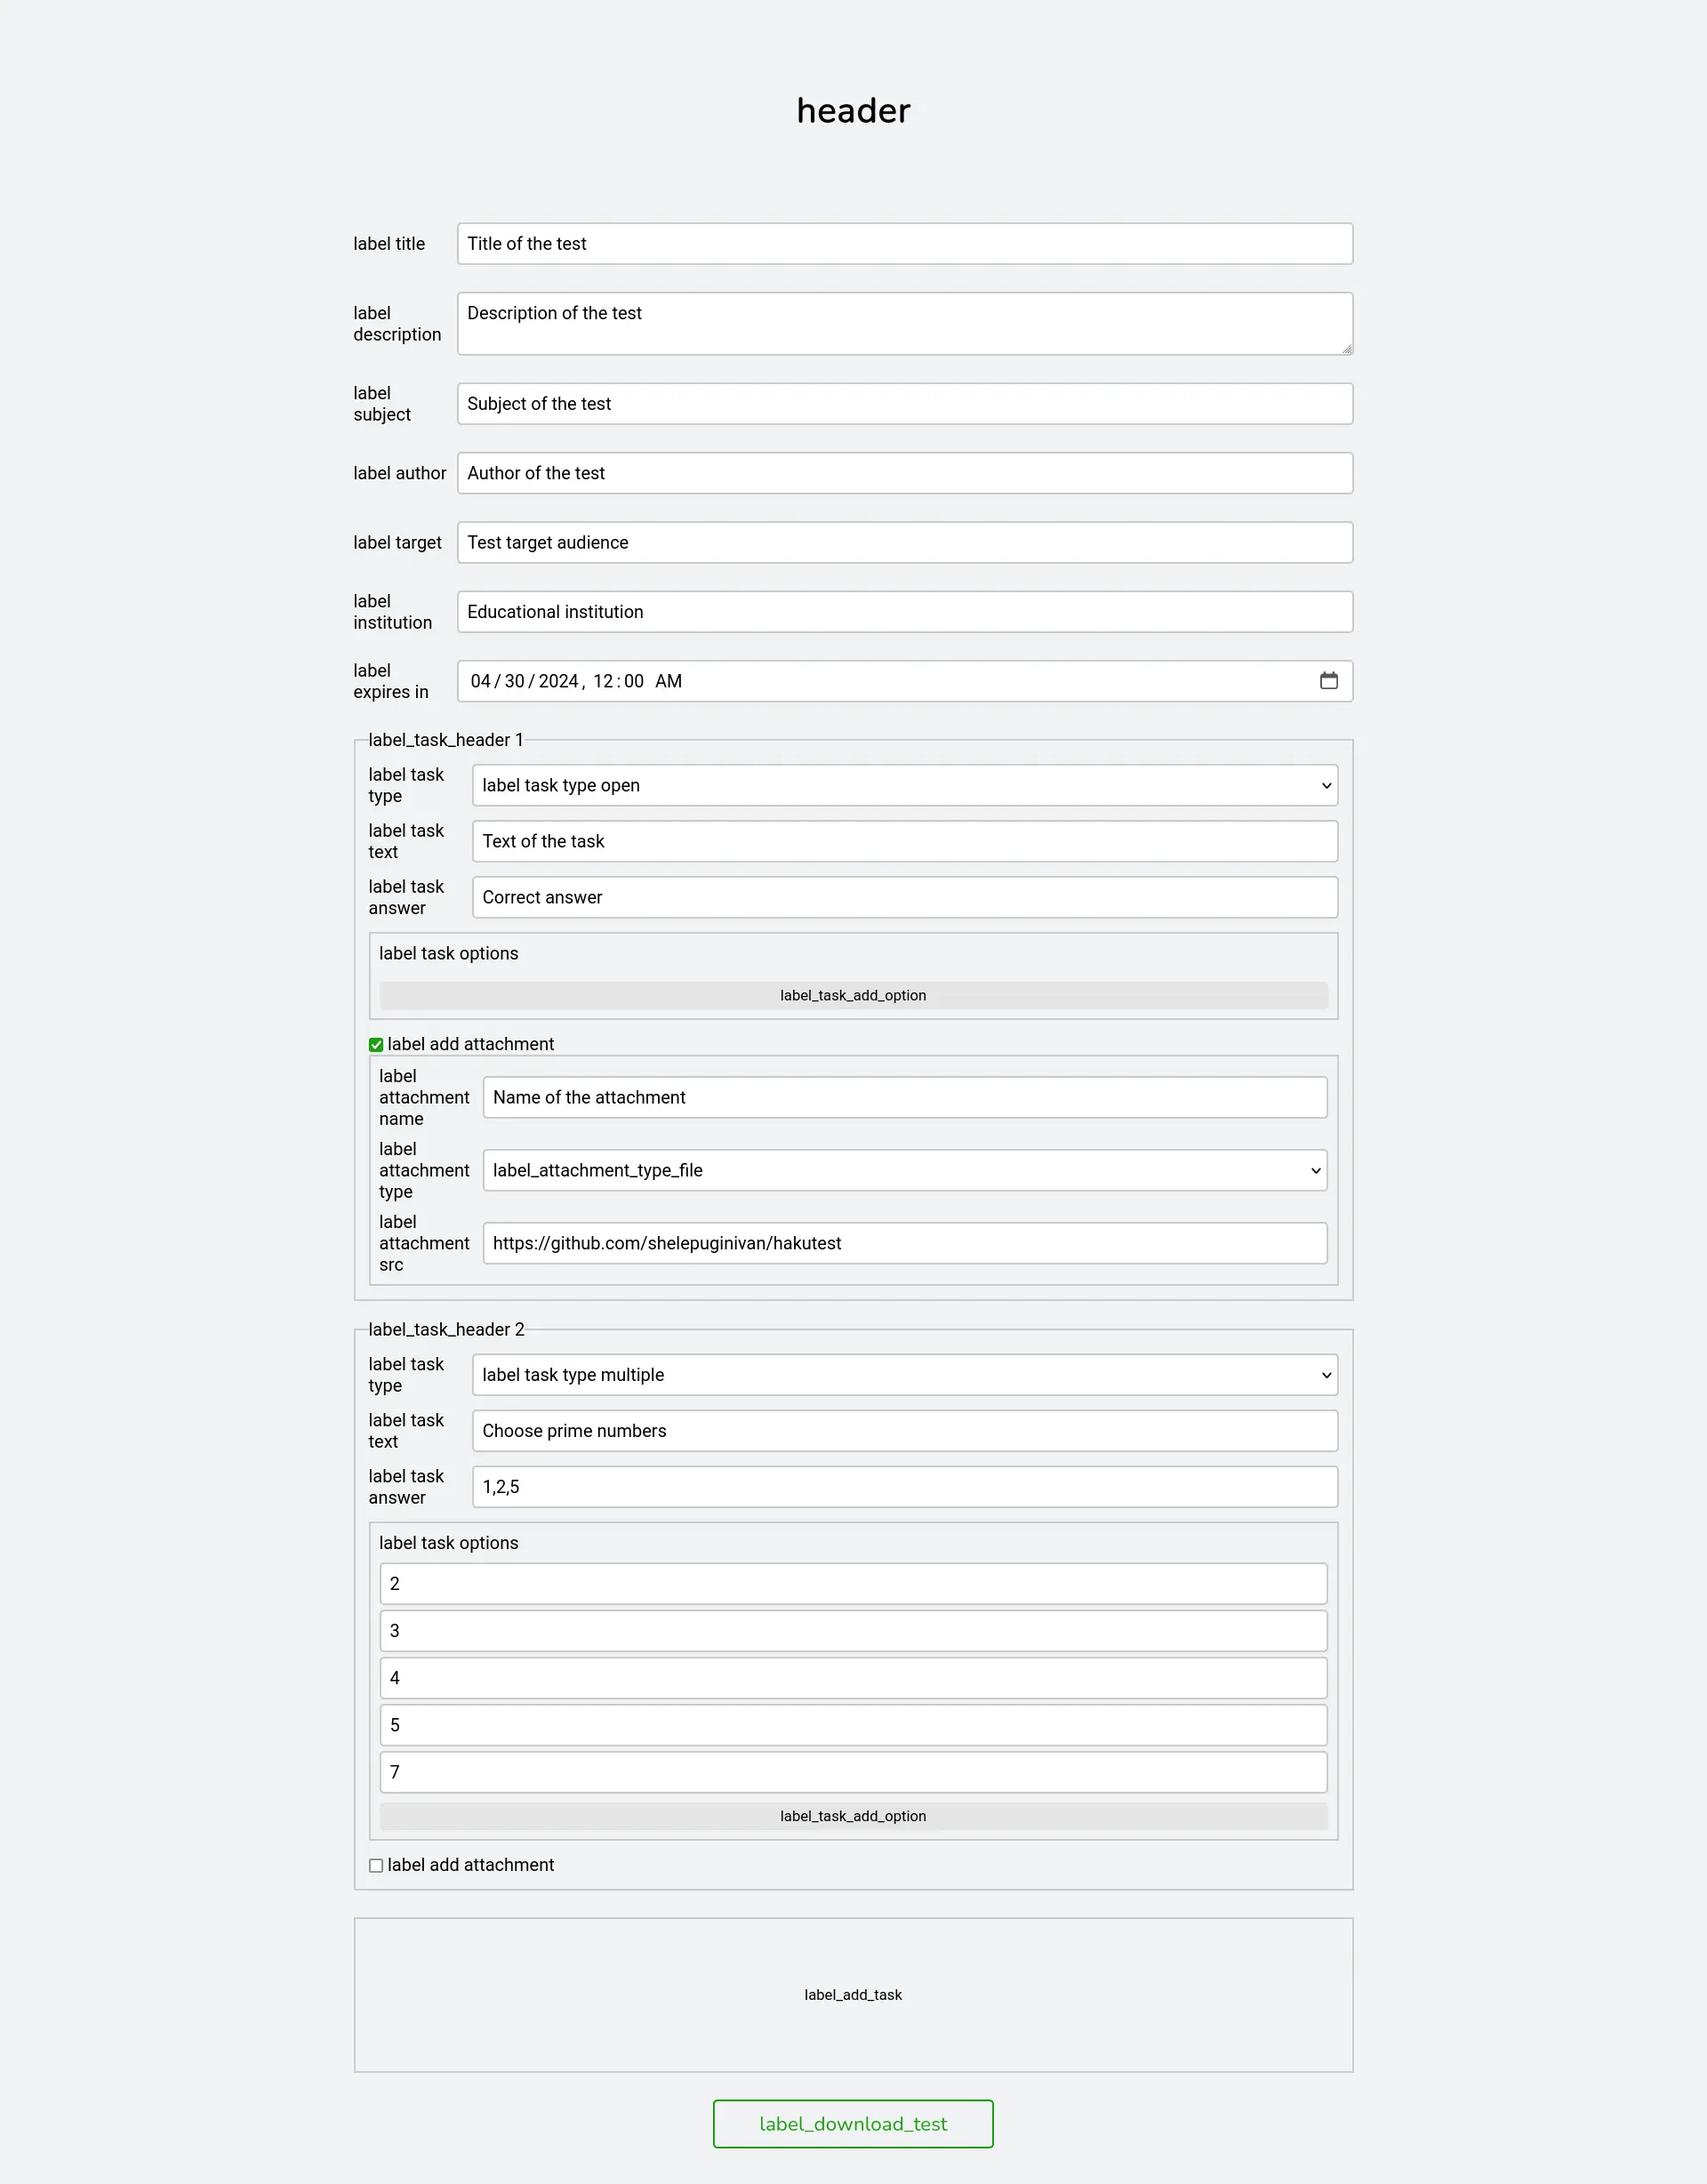 header
label title
Title of the test
label
description
Description of the test
label
subject
Subject of the test
label author
Author of the test
label target
Test target audience
label
institution
Educational institution
label
expires in
04/30/2024, 12:00 AM
label_task_header 1
label task
type
label task type open
label task
text
Text of the task
label task
answer
Correct answer
label task options
label_task_add_option
label add attachment
label
attachment
name
Name of the attachment
label
attachment
type
label_attachment_type_file
label
attachment
src
https://github.com/shelepuginivan/hakutest
label_task_header 2
label task
type
label task type multiple
label task
text
Choose prime numbers
label task
answer
1,2,5
label task options
2
3
4
5
7
label_task_add_option
label add attachment
label_add_task
label_download_test